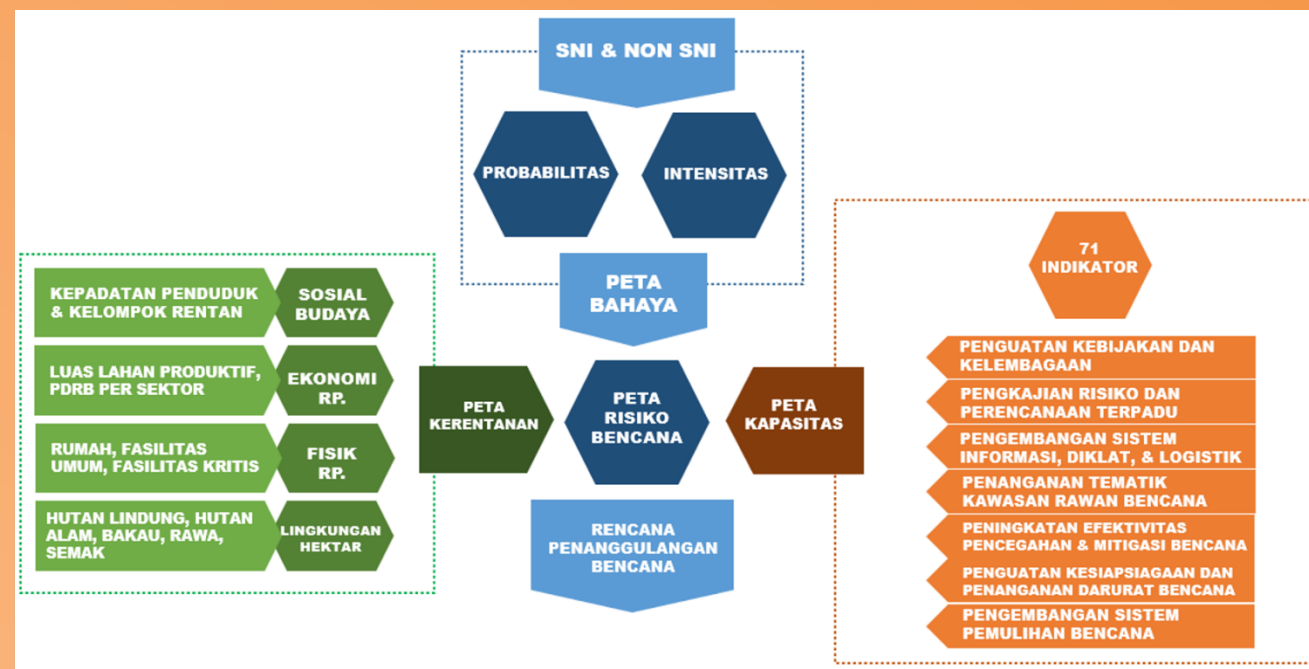 SNI & NON SNI
PROBABILITAS
INTENSITAS
PETA
BAHAYA
KEPADATAN PENDUDUK
& KELOMPOK RENTAN
SOSIAL
BUDAYA
LUAS LAHAN PRODUKTIF,
PDRB PER SEKTOR
EKONOMI
RP.
RUMAH, FASILITAS
UMUM, FASILITAS KRITIS
FISIK
RP.
HUTAN LINDUNG, HUTAN
ALAM, BAKAU, RAWA,
SEMAK
LINGKUNGAN
HEKTAR
PETA
KERENTANAN
PETA
RISIKO
BENCANA
PETA
KAPASITAS
RENCANA
PENANGGULANGAN
BENCANA
71
INDIKATOR
PENGUATAN KEBIJAKAN DAN
KELEMBAGAAN
PENGKAJIAN RISIKO DAN
PERENCANAAN TERPADU
PENGEMBANGAN SISTEM
INFORMASI, DIKLAT, & LOGISTIK
PENANGANAN TEMATIK
KAWASAN RAWAN BENCANA
PENINGKATAN EFEKTIVITAS
PENCEGAHAN & MITIGASI BENCANA
PENGUATAN KESIAPSIAGAAN DAN
PENANGANAN DARURAT BENCANA
PENGEMBANGAN SISTEM
PEMULIHAN BENCANA